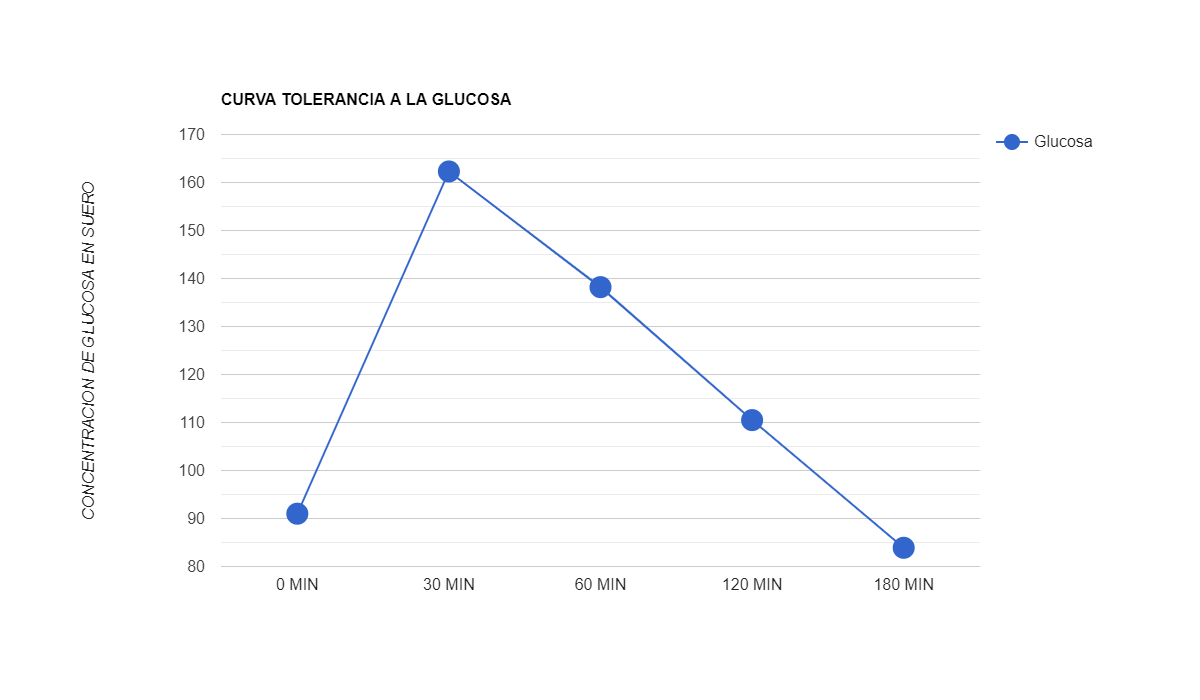 CURVA TOLERANCIA A LA GLUCOSA
Glucosa
CONCENTRACION DE GLUCOSA EN SUERO
170
160
150
140
130
120
110
100
90
80
0 MIN
30 MIN
60 MIN
120 MIN
180 MIN